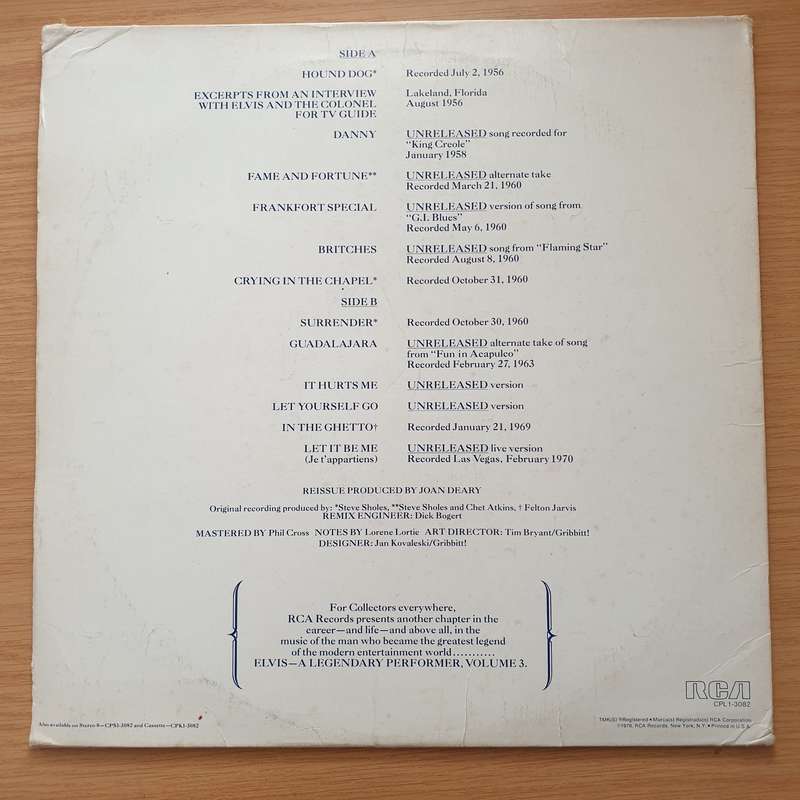 SIDE A
HOUND DOG* Recorded July 2, 1956
EXCERPTS FROM AN INTERVIEW Lakeland, Florida
WITH ELVIS AND THE COLONEL August 1956
FOR TV GUIDE
DANNY UNRELEASED song recorded for
"King Creole"
January 1958
FAME AND FORTUNE** UNRELEASED alternate take
Recorded March 21, 1960
FRANKFORT SPECIAL UNRELEASED version of song from
"G.I. Blues"
Recorded May 6, 1960
BRITCHES UNRELEASED song from "Flaming Star"
Recorded August 8, 1960
CRYING IN THE CHAPEL* Recorded October 31, 1960
SIDE B
SURRENDER* Recorded October 30, 1960
GUADALAJARA UNRELEASED alternate take of song
from "Fun in Acapulco"
Recorded February 27, 1963
IT HURTS ME UNRELEASED version
LET YOURSELF GO UNRELEASED version
IN THE GHETTO† Recorded January 21, 1969
LET IT BE ME UNRELEASED live version
(Je t'appartiens) Recorded Las Vegas, February 1970
REISSUE PRODUCED BY JOAN DEARY
Original recording produced by: *Steve Sholes, **Steve Sholes and Chet Atkins, † Felton Jarvis
REMIX ENGINEER: Dick Bogert
MASTERED BY Phil Cross NOTES BY Lorene Lortie ART DIRECTOR: Tim Bryant/Gribbitt!
DESIGNER: Jan Kovaleski/Gribbitt!
For Collectors everywhere,
RCA Records presents another chapter in the
career—and life—and above all, in the
music of the man who became the greatest legend
of the modern entertainment world...........
ELVIS—A LEGENDARY PERFORMER, VOLUME 3.
RCA
CPL1-3082
Also available on Stereo 8—CPS1-3082 and Cassette—CPK1-3082
TMK(S) ®Registered • Marca(s) Registrada(s) RCA Corporation
©1978, RCA Records, New York, N.Y. • Printed in U.S.A.